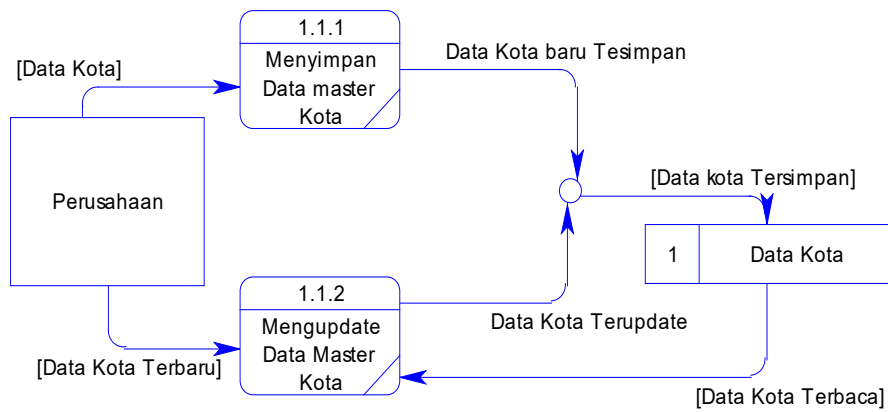 1.1.1
Menyimpan
Data master
Kota
Data Kota baru Tesimpan
[Data Kota]
Perusahaan
[Data kota Tersimpan]
1
Data Kota
1.1.2
Mengupdate
Data Master
Kota
Data Kota Terupdate
[Data Kota Terbaru]
[Data Kota Terbaca]